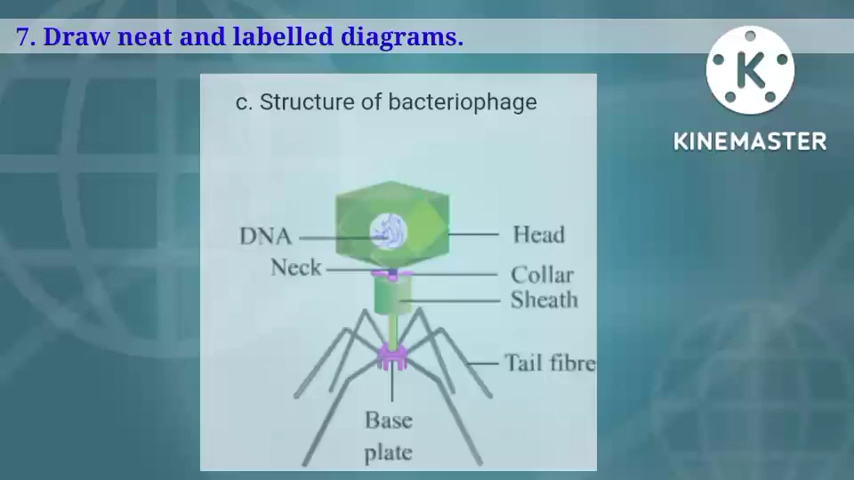 7. Draw neat and labelled diagrams.
K
KINEMASTER
c. Structure of bacteriophage
DNA
Head
Neck
Collar
Sheath
Tail fibre
Base
plate